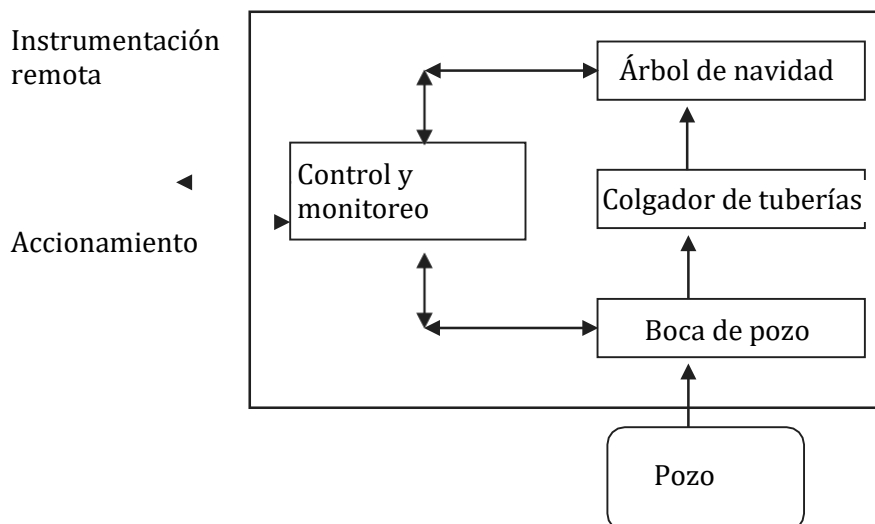 Instrumentación
remota
Árbol de navidad
Control y
monitoreo
Colgador de tuberías
Accionamiento
Boca de pozo
Pozo